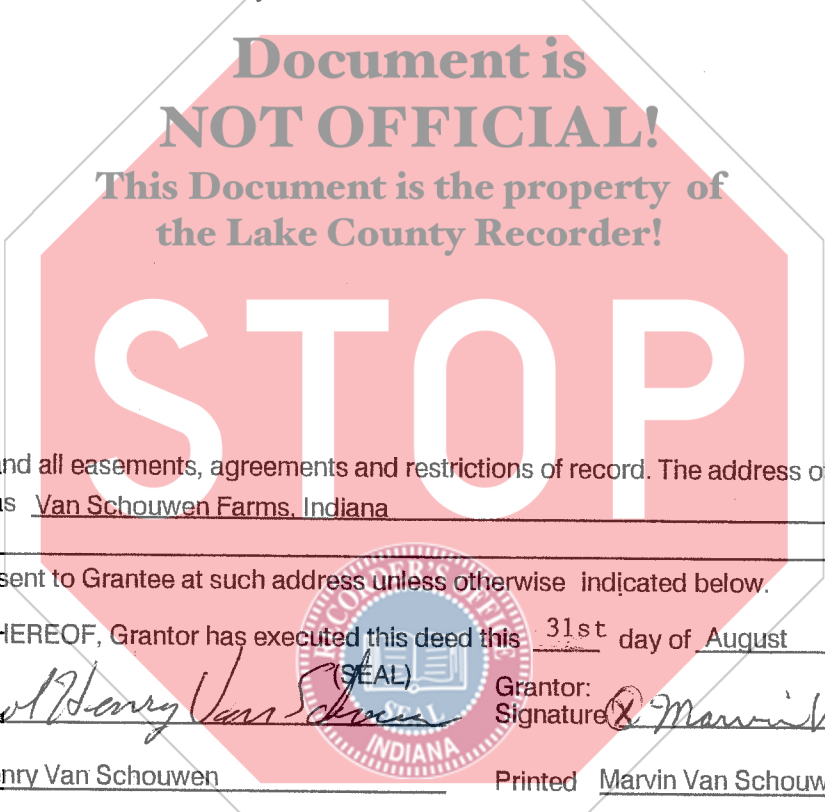 Document is
NOT OFFICIAL!
This Document is the property of
the Lake County Recorder!
STOP
and all easements, agreements and restrictions of record. The address of
Van Schouwen Farms, Indiana
sent to Grantee at such address unless otherwise indicated below.
HEREOF, Grantor has executed this deed this 31st day of August
(SEAL)
RECORDER'S OFFICE
SEAL
INDIANA
Grantor:
Signature X Marvin
Henry Van Schouwen
nry Van Schouwen
Printed Marvin Van Schouw